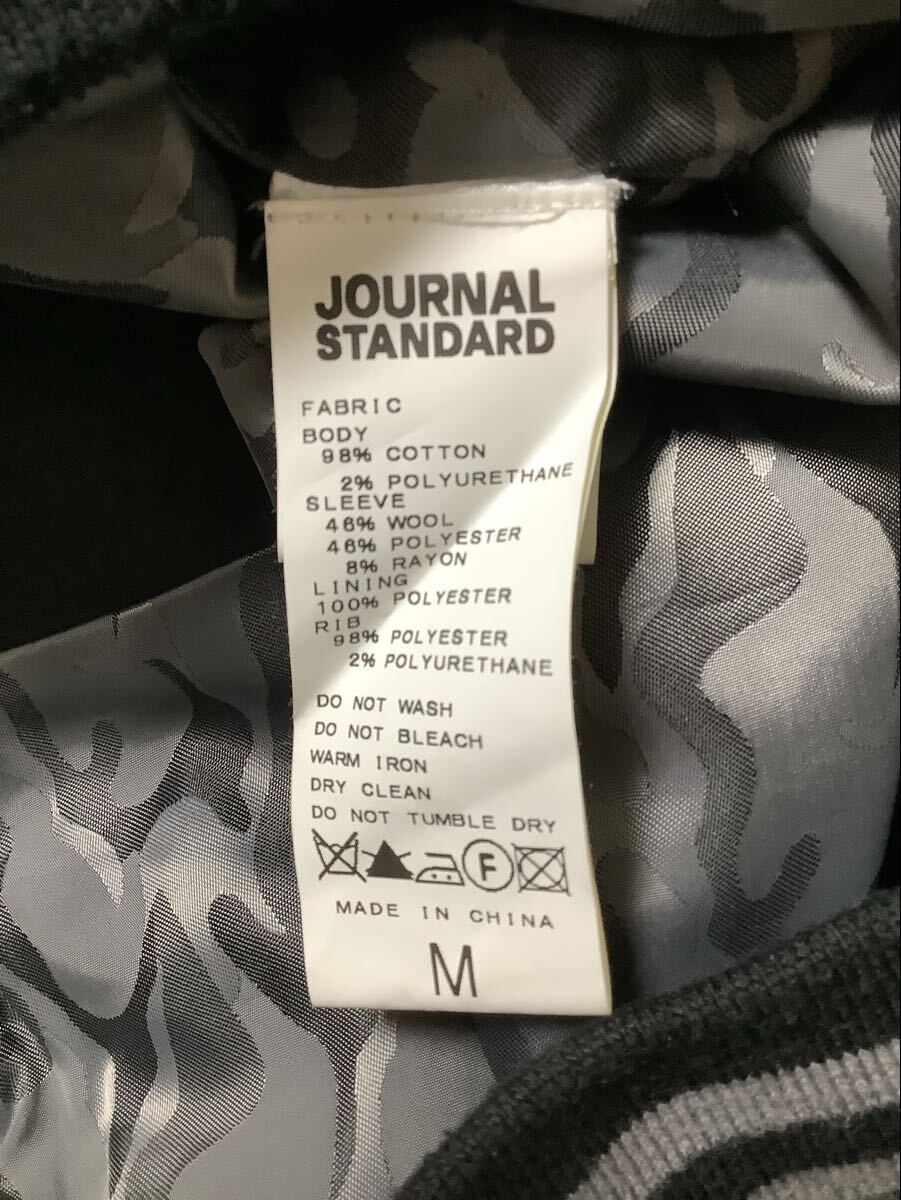 JOURNAL
STANDARD
FABRIC
BODY
98% COTTON
2% POLYURETHANE
SLEEVE
46% WOOL
46% POLYESTER
8% RAYON
LINING
100% POLYESTER
RIB
98% POLYESTER
2% POLYURETHANE
DO NOT WASH
DO NOT BLEACH
WARM IRON
DRY CLEAN
DO NOT TUMBLE DRY
F
MADE IN CHINA
M